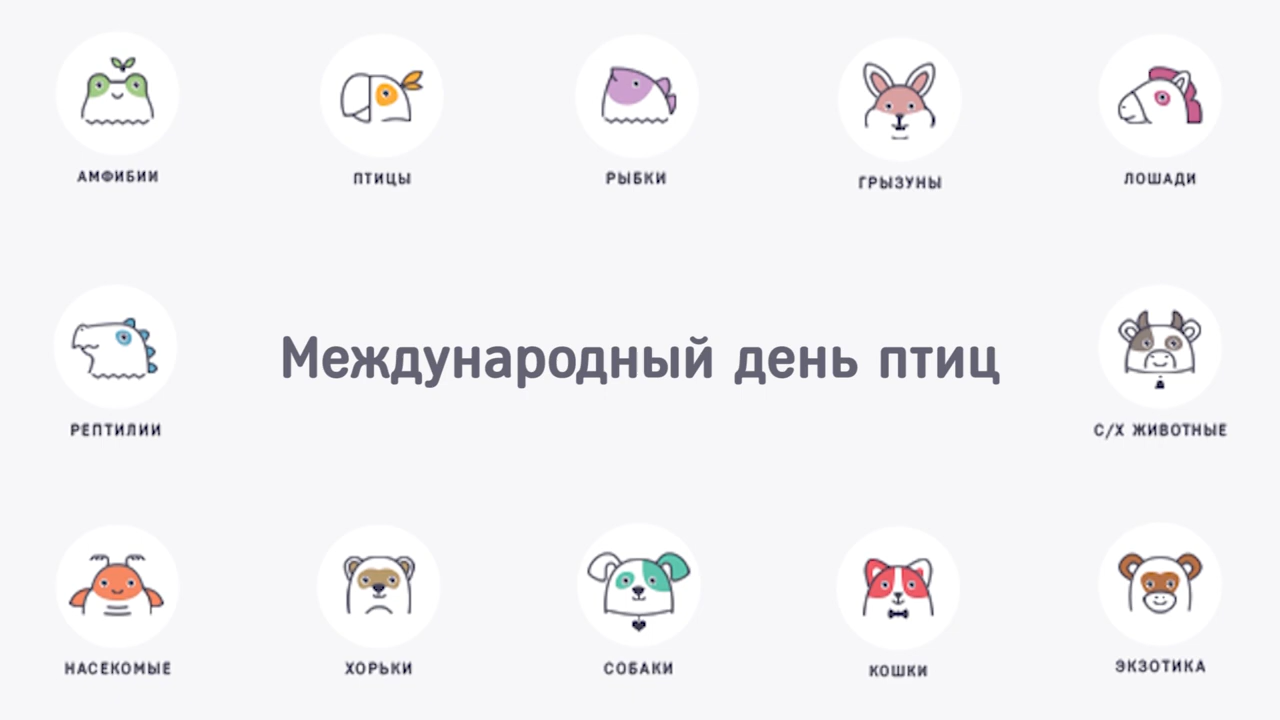 АМФИБИИ
ПТИЦЫ
РЫБКИ
ГРЫЗУНЫ
ЛОШАДИ
РЕПТИЛИИ
Международный день птиц
С/Х ЖИВОТНЫЕ
НАСЕКОМЫЕ
ХОРЬКИ
СОБАКИ
КОШКИ
ЭКЗОТИКА